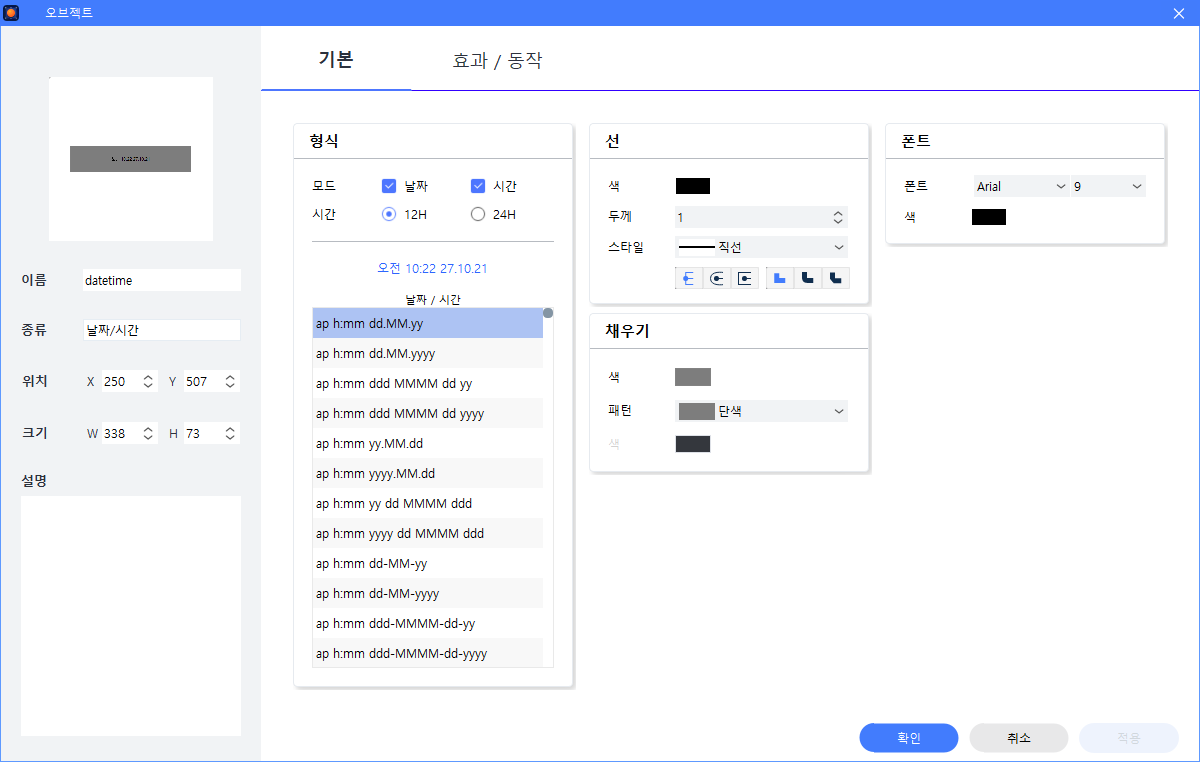 오브젝트
기본
효과 / 동작
이름
datetime
종류
날짜/시간
위치
X 250
Y 507
크기
W 338
H 73
설명
형식
모드
날짜
시간
시간
12H
24H
오전 10:22 27.10.21
날짜 / 시간
ap h:mm dd.MM.yy
ap h:mm dd.MM.yyyy
ap h:mm ddd MMMM dd yy
ap h:mm ddd MMMM dd yyyy
ap h:mm yy.MM.dd
ap h:mm yyyy.MM.dd
ap h:mm yy dd MMMM ddd
ap h:mm yyyy dd MMMM ddd
ap h:mm dd-MM-yy
ap h:mm dd-MM-yyyy
ap h:mm ddd-MMMM-dd-yy
ap h:mm ddd-MMMM-dd-yyyy
선
색
두께
1
스타일
직선
채우기
색
패턴
단색
색
폰트
폰트
Arial
9
색
확인
취소
적용